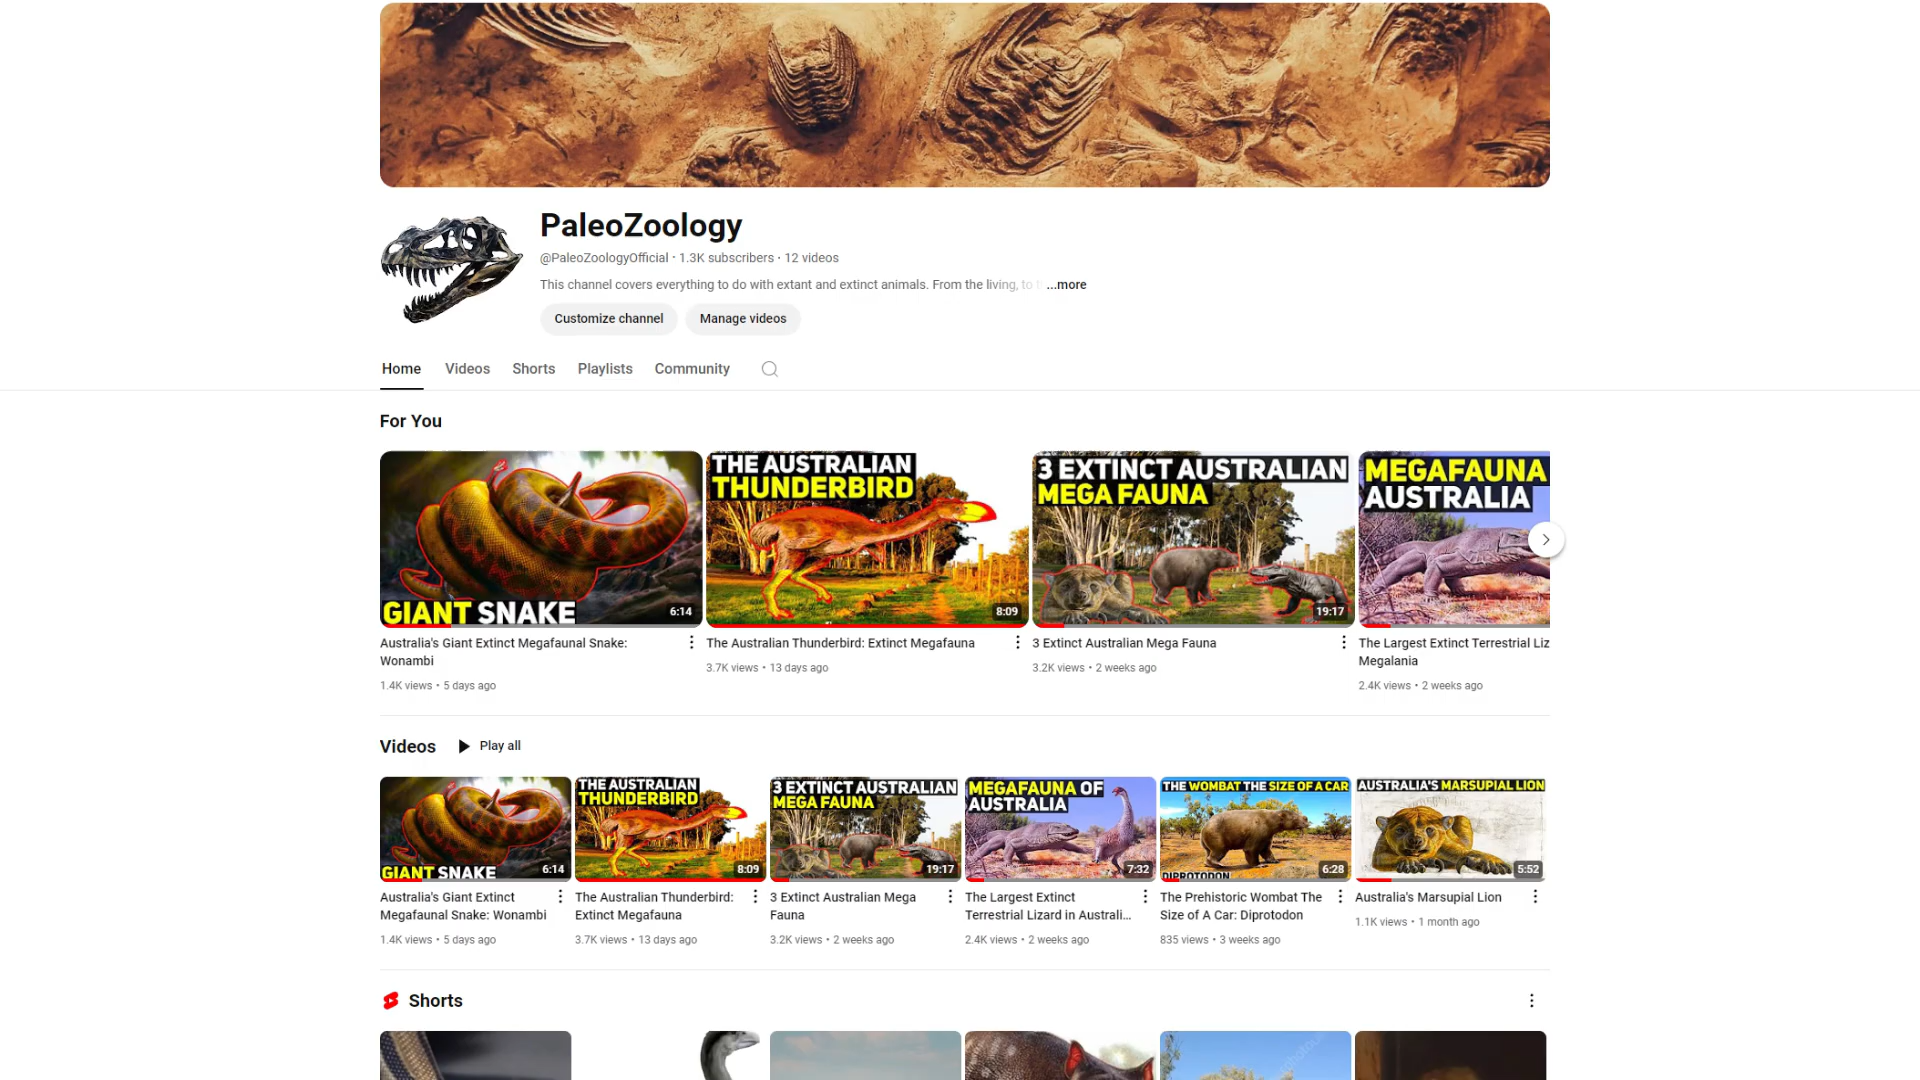 PaleoZoology
@PaleoZoologyOfficial · 1.3K subscribers · 12 videos
This channel covers everything to do with extant and extinct animals. From the living, to ...more
Customize channel
Manage videos
Home
Videos
Shorts
Playlists
Community
For You
GIANT SNAKE
6:14
THE AUSTRALIAN
THUNDERBIRD
8:09
3 EXTINCT AUSTRALIAN
MEGA FAUNA
19:17
MEGAFAUNA
AUSTRALIA
Australia's Giant Extinct Megafaunal Snake:
Wonambi
1.4K views • 5 days ago
The Australian Thunderbird: Extinct Megafauna
3.7K views • 13 days ago
3 Extinct Australian Mega Fauna
3.2K views • 2 weeks ago
The Largest Extinct Terrestrial Liz
Megalania
2.4K views • 2 weeks ago
Videos
Play all
GIANT SNAKE
6:14
THE AUSTRALIAN
THUNDERBIRD
8:09
3 EXTINCT AUSTRALIAN
MEGA FAUNA
19:17
MEGAFAUNA OF
AUSTRALIA
7:32
THE WOMBAT THE SIZE OF A CAR
DIPROTODON
6:28
AUSTRALIA'S MARSUPIAL LION
5:52
Australia's Giant Extinct
Megafaunal Snake: Wonambi
1.4K views • 5 days ago
The Australian Thunderbird:
Extinct Megafauna
3.7K views • 13 days ago
3 Extinct Australian Mega
Fauna
3.2K views • 2 weeks ago
The Largest Extinct
Terrestrial Lizard in Australi...
2.4K views • 2 weeks ago
The Prehistoric Wombat The
Size of A Car: Diprotodon
835 views • 3 weeks ago
Australia's Marsupial Lion
1.1K views • 1 month ago
Shorts